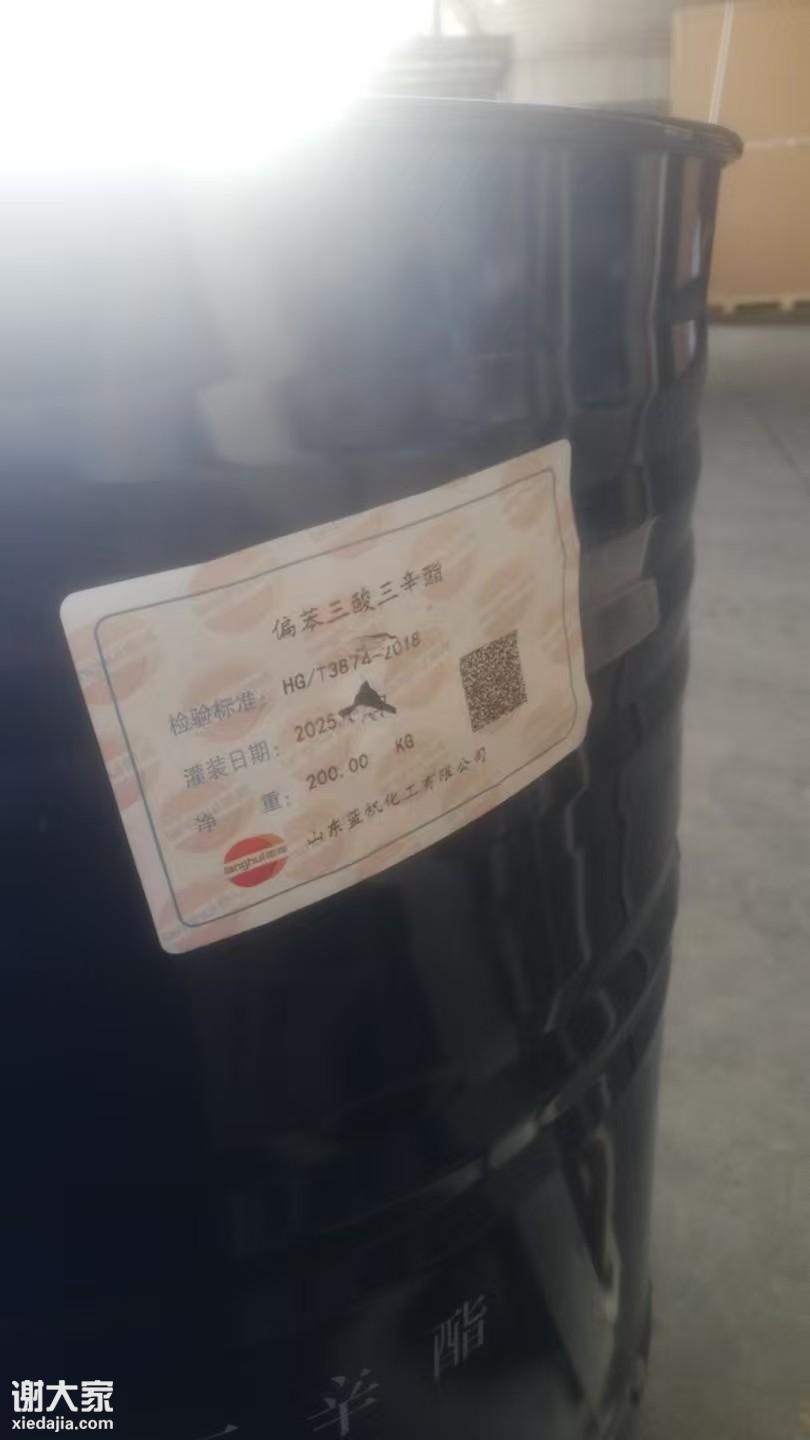 偏苯三酸三辛酯
检验标准: HG/T3874-2018
灌装日期: 2025
净 重: 200.00 KG
山东蓝帆化工有限公司
辛酯
谢大家
xiedajia.com